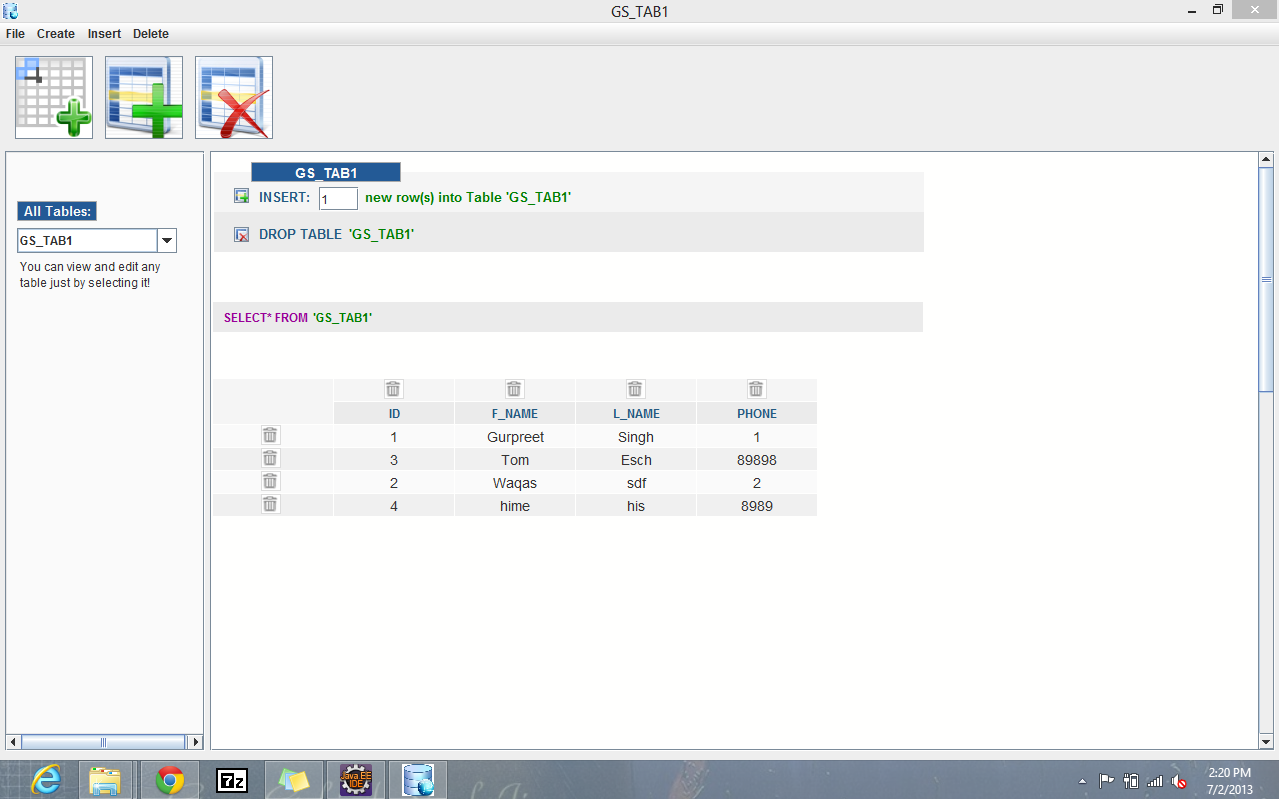 GS_TAB1
File Create Insert Delete
All Tables:
GS_TAB1
You can view and edit any
table just by selecting it!
GS_TAB1
INSERT: 1 new row(s) into Table 'GS_TAB1'
DROP TABLE 'GS_TAB1'
SELECT* FROM 'GS_TAB1'
ID F_NAME L_NAME PHONE
1 Gurpreet Singh 1
3 Tom Esch 89898
2 Waqas sdf 2
4 hime his 8989
7z
Java EE
IDE
2:20 PM
7/2/2013